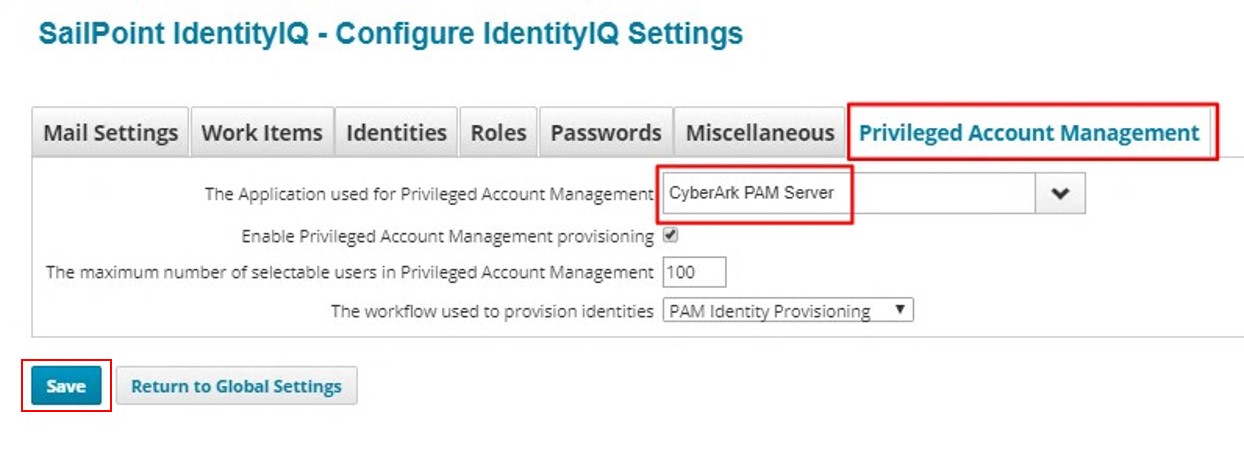 SailPoint IdentityIQ - Configure IdentityIQ Settings
Mail Settings Work Items Identities Roles Passwords Miscellaneous Privileged Account Management
The Application used for Privileged Account Management CyberArk PAM Server
Enable Privileged Account Management provisioning
The maximum number of selectable users in Privileged Account Management 100
The workflow used to provision identities PAM Identity Provisioning
Save Return to Global Settings